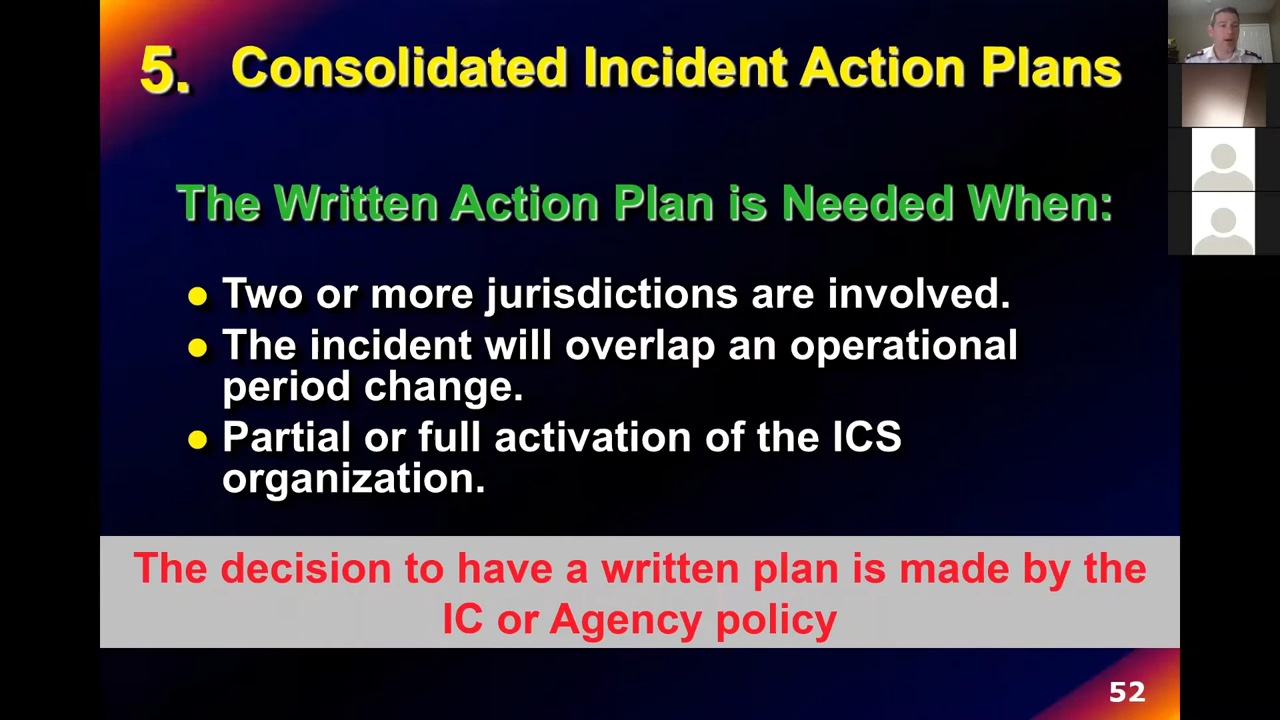 5. Consolidated Incident Action Plans
The Written Action Plan is Needed When:
● Two or more jurisdictions are involved.
● The incident will overlap an operational
period change.
● Partial or full activation of the ICS
organization.
The decision to have a written plan is made by the
IC or Agency policy
52